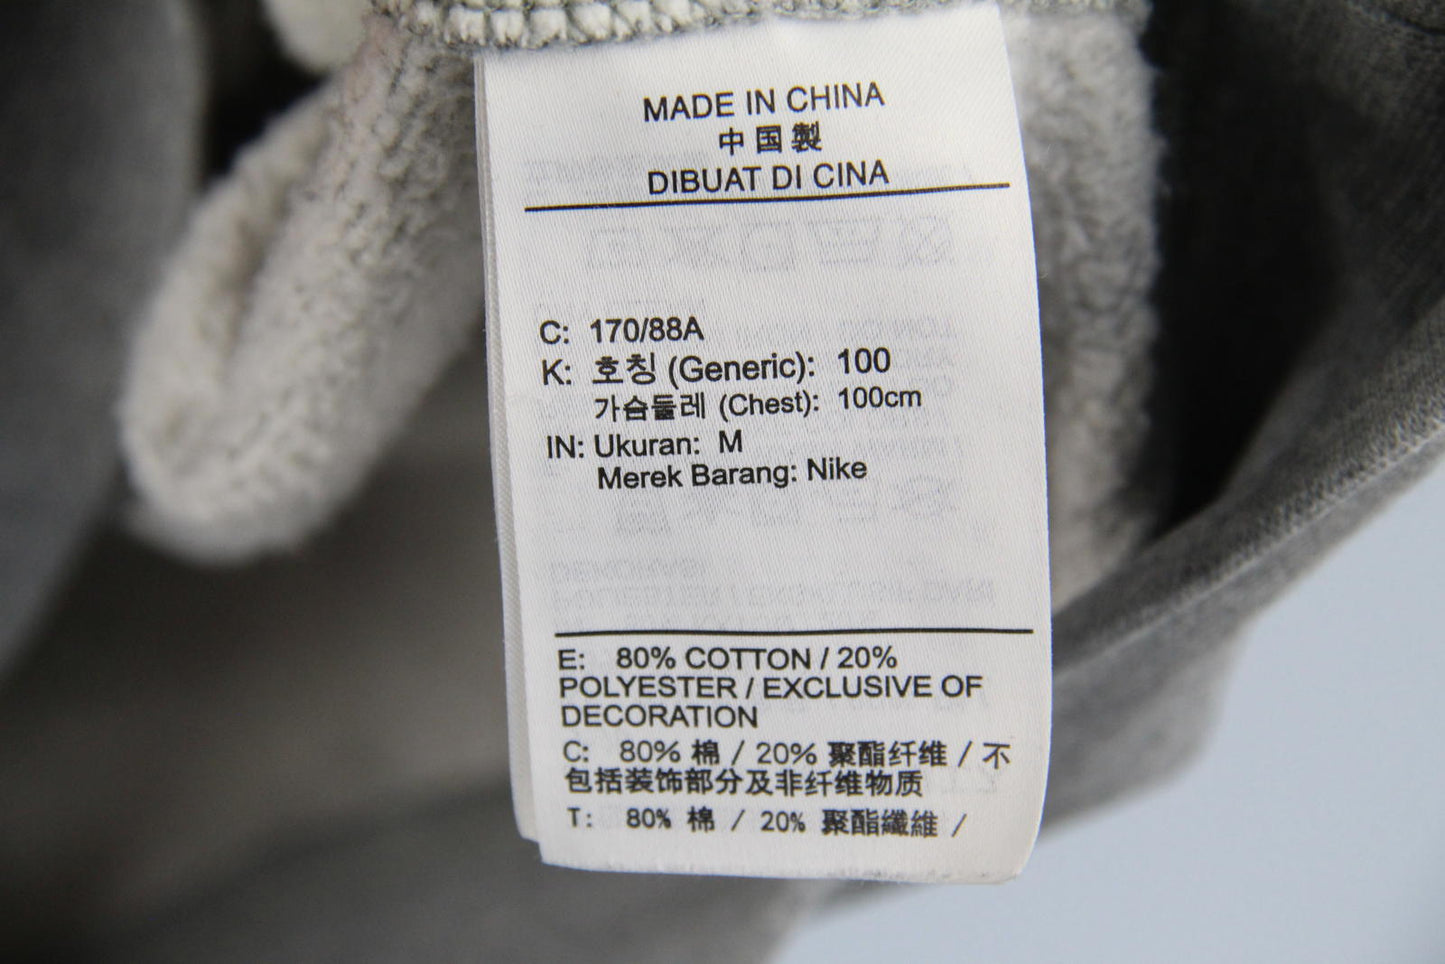 MADE IN CHINA
中国製
DIBUAT DI CINA
C: 170/88A
K: 호칭 (Generic): 100
가슴둘레 (Chest): 100cm
IN: Ukuran: M
Merek Barang: Nike
E: 80% COTTON / 20%
POLYESTER / EXCLUSIVE OF
DECORATION
C: 80% 棉 / 20% 聚酯纤维 / 不
包括装饰部分及非纤维物质
T: 80% 棉 / 20% 聚酯纖維 /